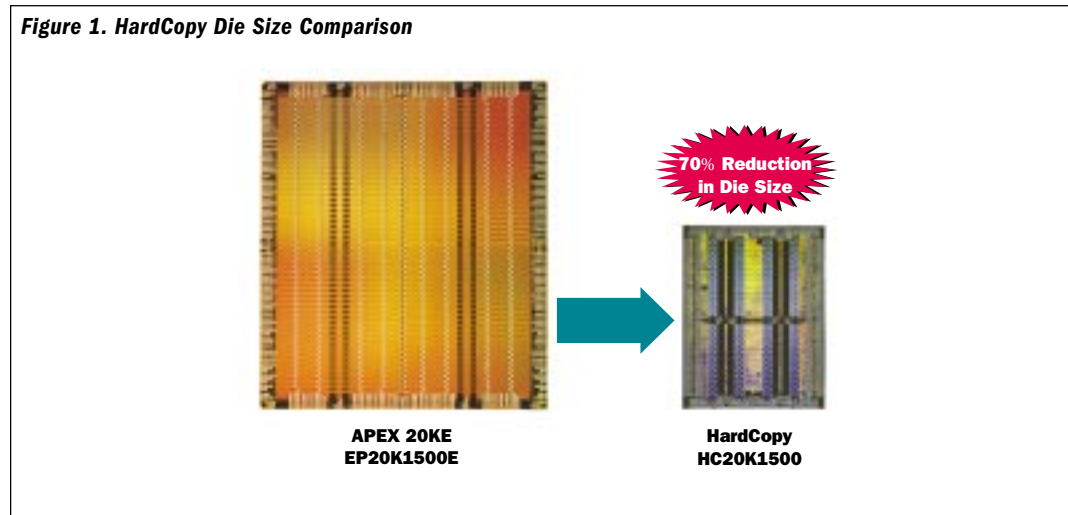 Figure 1. HardCopy Die Size Comparison
70% Reduction
in Die Size
APEX 20KE
EP20K1500E
HardCopy
HC20K1500